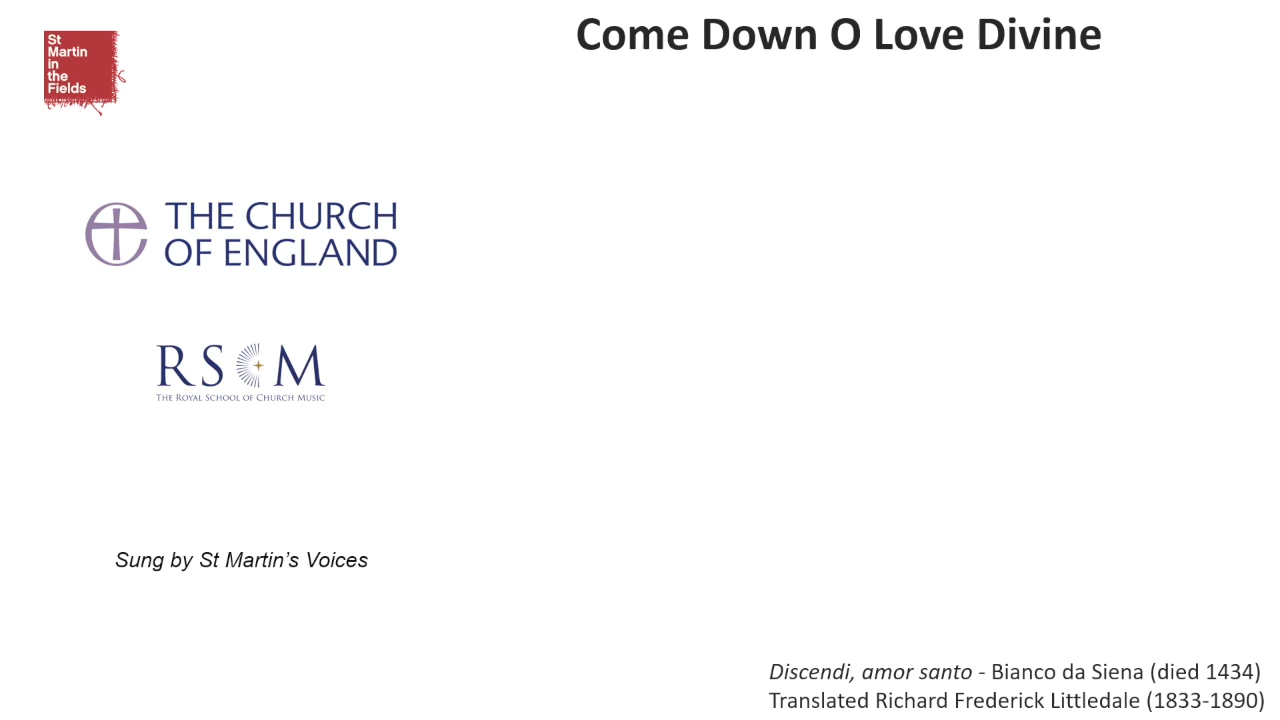 St
Martin
in
the
Fields
Come Down O Love Divine
THE CHURCH
OF ENGLAND
RSCM
THE ROYAL SCHOOL OF CHURCH MUSIC
Sung by St Martin’s Voices
Discendi, amor santo - Bianco da Siena (died 1434)
Translated Richard Frederick Littledale (1833-1890)